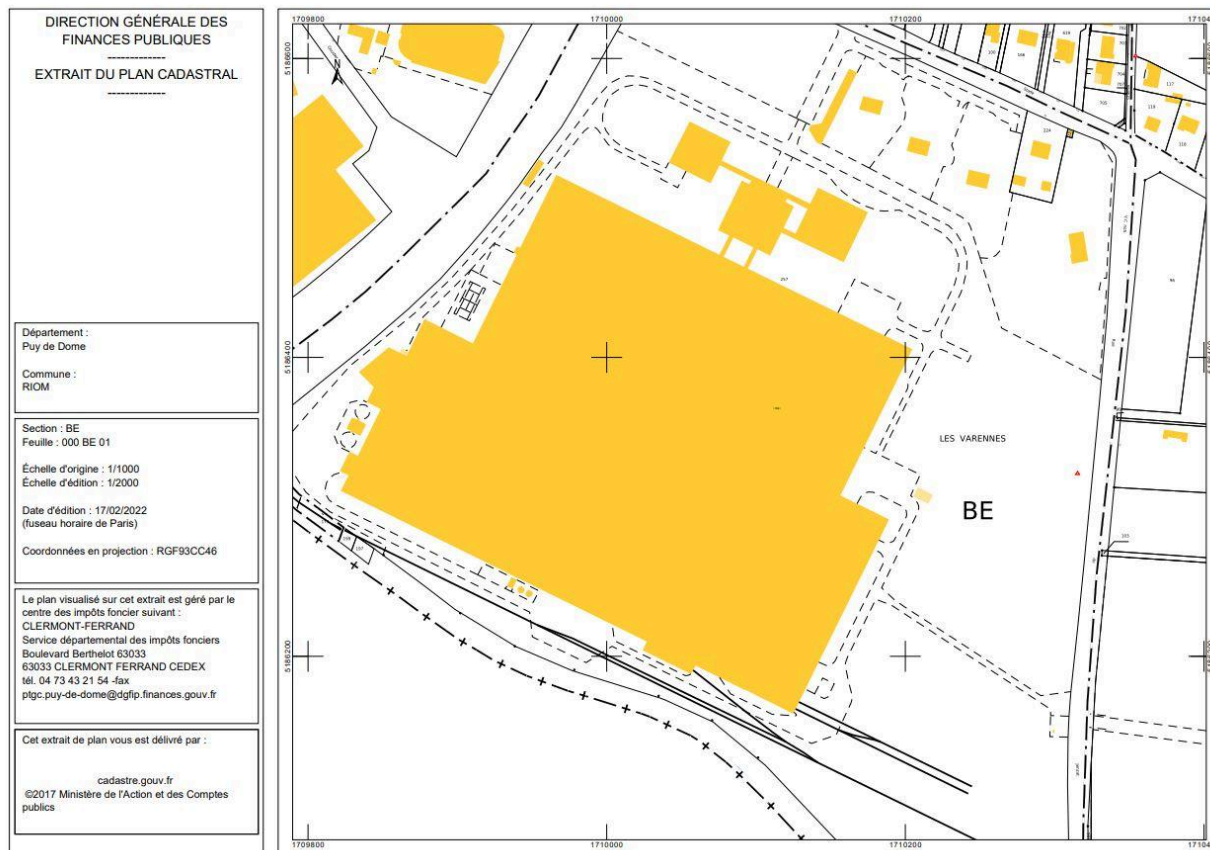 DIRECTION GÉNÉRALE DES
FINANCES PUBLIQUES
-------------
EXTRAIT DU PLAN CADASTRAL
-------------
Département :
Puy de Dome
Commune :
RIOM
Section : BE
Feuille : 000 BE 01
Échelle d'origine : 1/1000
Échelle d'édition : 1/2000
Date d'édition : 17/02/2022
(fuseau horaire de Paris)
Coordonnées en projection : RGF93CC46
Le plan visualisé sur cet extrait est géré par le
centre des impôts foncier suivant :
CLERMONT-FERRAND
Service départemental des impôts fonciers
Boulevard Berthelot 63033
63033 CLERMONT FERRAND CEDEX
tél. 04 73 43 21 54 -fax
ptgc.puy-de-dome@dgfip.finances.gouv.fr
Cet extrait de plan vous est délivré par :
cadastre.gouv.fr
©2017 Ministère de l'Action et des Comptes
publics
1709800
1710000
1710200
17104
5186600
5186400
5186200
LES VARENNES
BE
1709800
1710000
1710200
17104